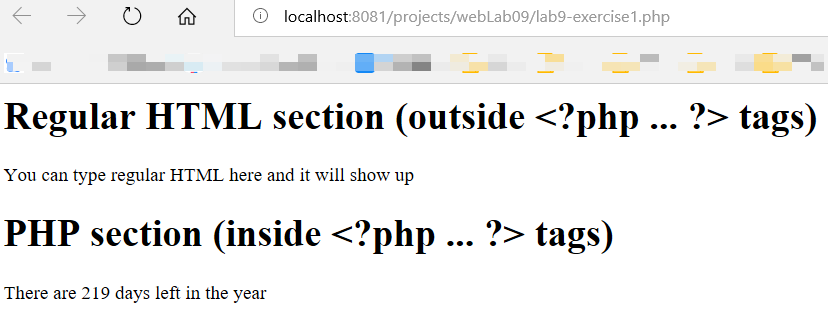 localhost:8081/projects/webLab09/lab9-exercise1.php
Regular HTML section (outside <?php ... ?> tags)
You can type regular HTML here and it will show up
PHP section (inside <?php ... ?> tags)
There are 219 days left in the year